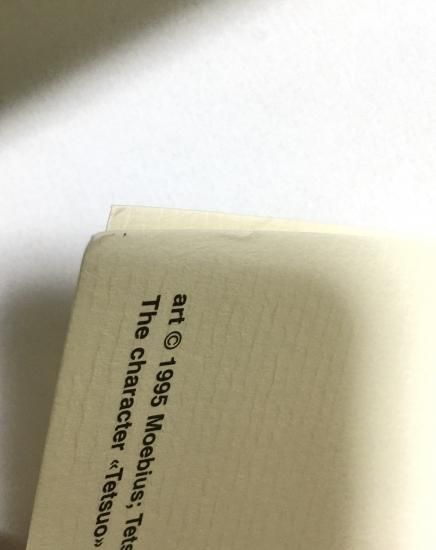 art © 1995 Moebius; Tets
The character «Tetsuo»